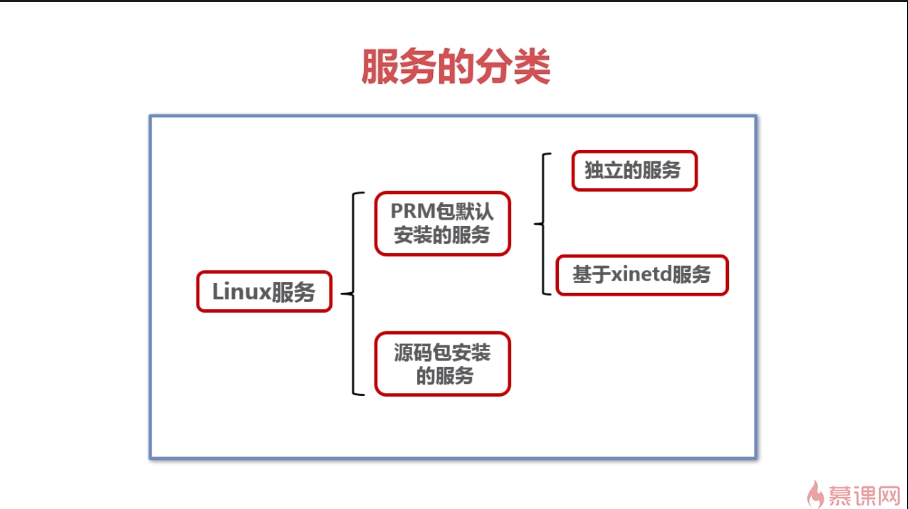 服务的分类
独立的服务
PRM包默认
安装的服务
基于xinetd服务
Linux服务
源码包安装
的服务
慕课网